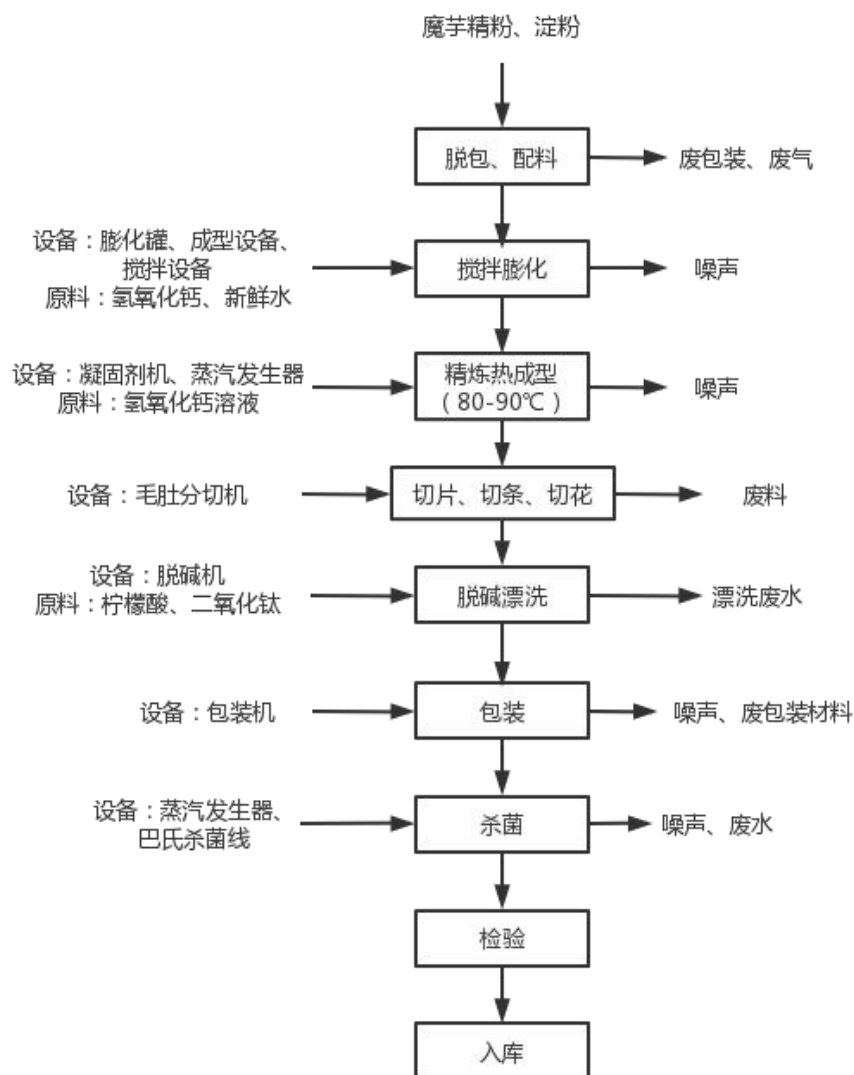 魔芋精粉、淀粉
脱包、配料
废包装、废气
设备：膨化罐、成型设备、
搅拌设备
原料：氢氧化钙、新鲜水
搅拌膨化
噪声
设备：凝固剂机、蒸汽发生器
原料：氢氧化钙溶液
精炼热成型
（80-90℃）
噪声
设备：毛肚分切机
切片、切条、切花
废料
设备：脱碱机
原料：柠檬酸、二氧化钛
脱碱漂洗
漂洗废水
设备：包装机
包装
噪声、废包装材料
设备：蒸汽发生器、
巴氏杀菌线
杀菌
噪声、废水
检验
入库